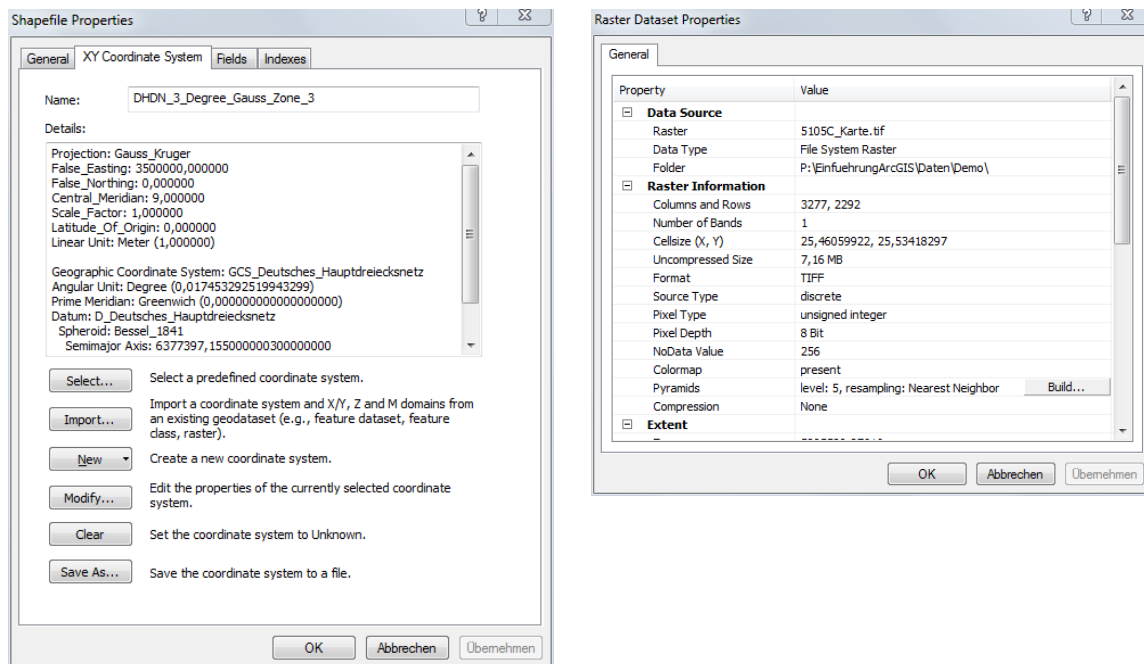 Shapefile Properties
General XY Coordinate System Fields Indexes
Name: DHDN_3_Degree_Gauss_Zone_3
Details:
Projection: Gauss_Kruger
False_Easting: 3500000,000000
False_Northing: 0,000000
Central_Meridian: 9,000000
Scale_Factor: 1,000000
Latitude_Of_Origin: 0,000000
Linear Unit: Meter (1,000000)
Geographic Coordinate System: GCS_Deutsches_Hauptdreiecksnetz
Angular Unit: Degree (0,017453292519943299)
Prime Meridian: Greenwich (0,000000000000000000)
Datum: D_Deutsches_Hauptdreiecksnetz
Spheroid: Bessel_1841
Semimajor Axis: 6377397,155000000300000000
Select... Select a predefined coordinate system.
Import... Import a coordinate system and X/Y, Z and M domains from
an existing geodataset (e.g., feature dataset, feature
class, raster).
New Create a new coordinate system.
Modify... Edit the properties of the currently selected coordinate
system.
Clear Set the coordinate system to Unknown.
Save As... Save the coordinate system to a file.
OK Abbrechen Übernehmen
Raster Dataset Properties
General
Property Value
Data Source
Raster 5105C_Karte.tif
Data Type File System Raster
Folder P:\EinfuehrungArcGIS\Daten\Demo\
Raster Information
Columns and Rows 3277, 2292
Number of Bands 1
Cellsize (X, Y) 25,46059922, 25,53418297
Uncompressed Size 7,16 MB
Format TIFF
Source Type discrete
Pixel Type unsigned integer
Pixel Depth 8 Bit
NoData Value 256
Colormap present
Pyramids level: 5, resampling: Nearest Neighbor Build...
Compression None
Extent
OK Abbrechen Übernehmen